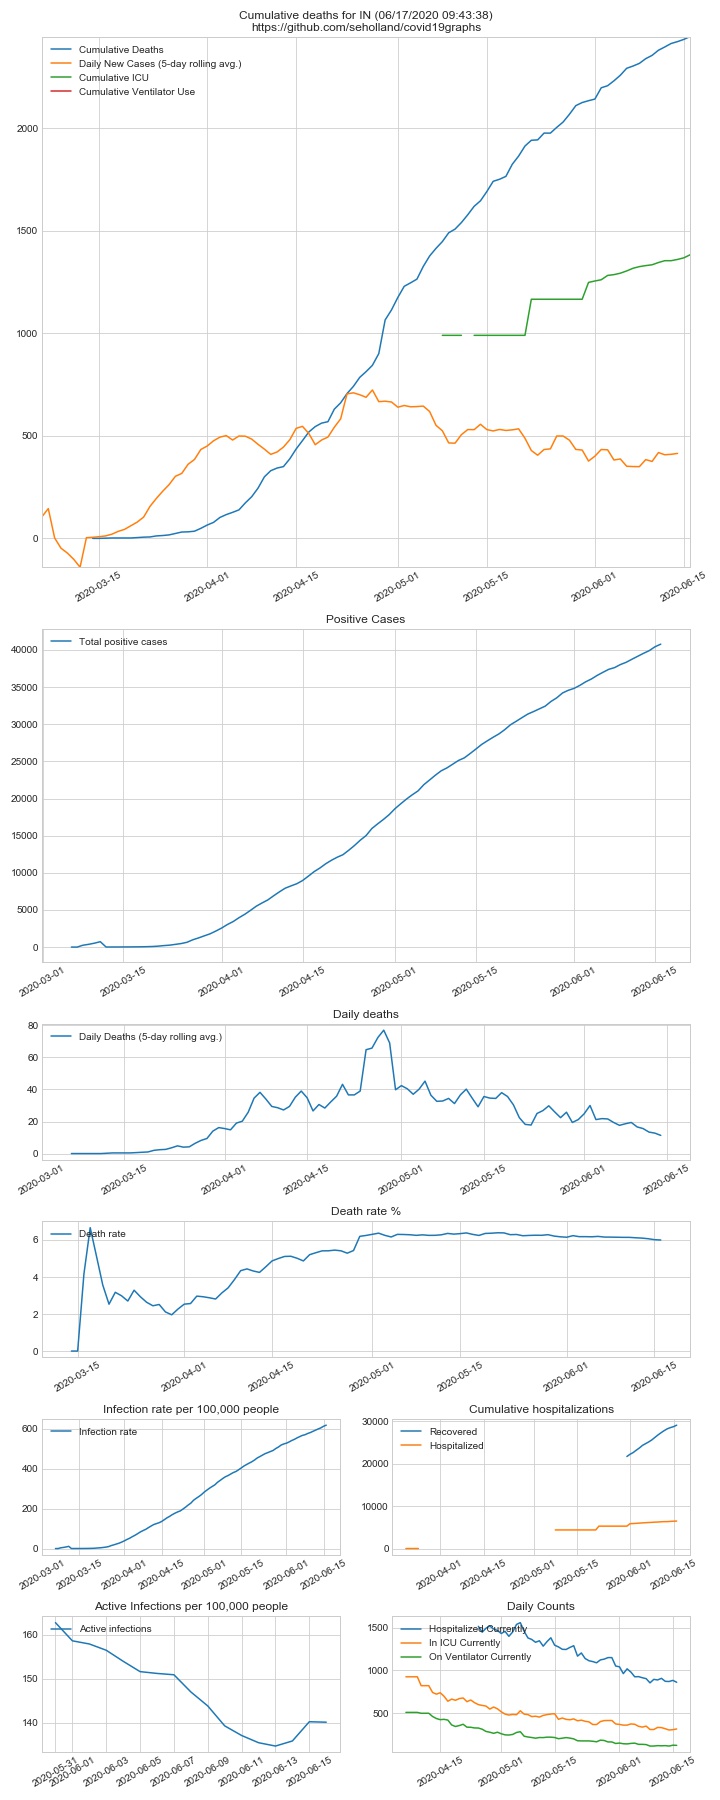 Cumulative deaths for IN (06/17/2020 09:43:38)
https://github.com/seholland/covid19graphs
Cumulative Deaths
Daily New Cases (5-day rolling avg.)
Cumulative ICU
Cumulative Ventilator Use
2000
1500
1000
500
0
2020-03-15 2020-04-01 2020-04-15 2020-05-01 2020-05-15 2020-06-01 2020-06-15
Positive Cases
Total positive cases
40000
35000
30000
25000
20000
15000
10000
5000
0
2020-03-01 2020-03-15 2020-04-01 2020-04-15 2020-05-01 2020-05-15 2020-06-01 2020-06-15
Daily deaths
Daily Deaths (5-day rolling avg.)
80
60
40
20
0
2020-03-01 2020-03-15 2020-04-01 2020-04-15 2020-05-01 2020-05-15 2020-06-01 2020-06-15
Death rate %
Death rate
6
4
2
0
2020-03-15 2020-04-01 2020-04-15 2020-05-01 2020-05-15 2020-06-01 2020-06-15
Infection rate per 100,000 people
Infection rate
600
400
200
0
2020-03-01 2020-03-15 2020-04-01 2020-04-15 2020-05-01 2020-05-15 2020-06-01 2020-06-15
Cumulative hospitalizations
Recovered
Hospitalized
30000
20000
10000
0
2020-04-01 2020-04-15 2020-05-01 2020-05-15 2020-06-01 2020-06-15
Active Infections per 100,000 people
Active infections
160
150
140
2020-05-31 2020-06-01 2020-06-03 2020-06-05 2020-06-07 2020-06-09 2020-06-11 2020-06-13 2020-06-15
Daily Counts
Hospitalized Currently
In ICU Currently
On Ventilator Currently
1500
1000
500
2020-04-15 2020-05-01 2020-05-15 2020-06-01 2020-06-15